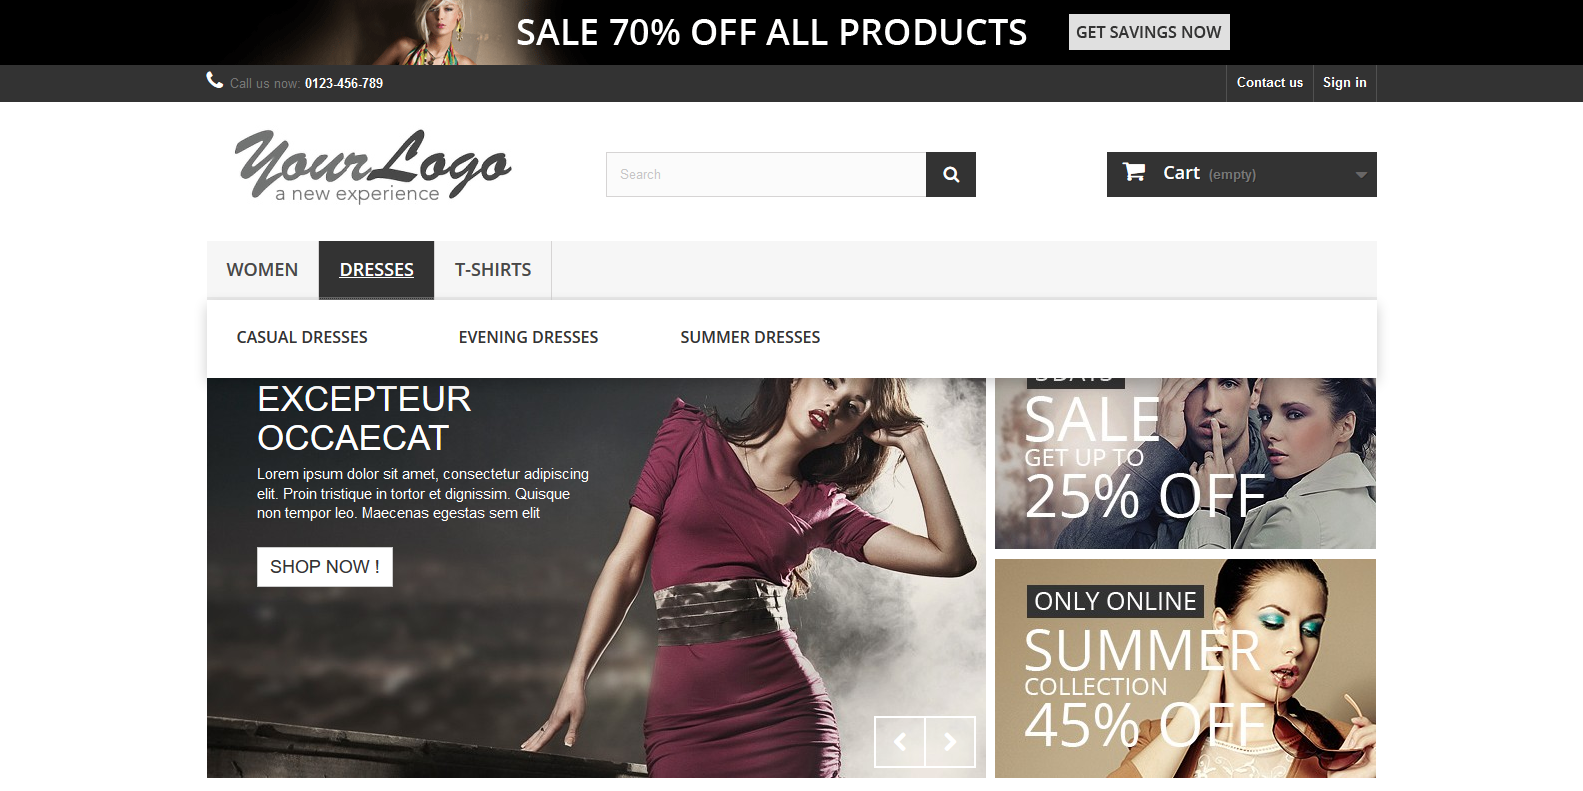 SALE 70% OFF ALL PRODUCTS
GET SAVINGS NOW
Call us now: 0123-456-789
Contact us
Sign in
YourLogo
a new experience
Search
Cart (empty)
WOMEN
DRESSES
T-SHIRTS
CASUAL DRESSES
EVENING DRESSES
SUMMER DRESSES
EXCEPTEUR
OCCAECAT
Lorem ipsum dolor sit amet, consectetur adipiscing
elit. Proin tristique in tortor et dignissim. Quisque
non tempor leo. Maecenas egestas sem elit
SHOP NOW !
SALE
GET UP TO
25% OFF
ONLY ONLINE
SUMMER
COLLECTION
45% OFF